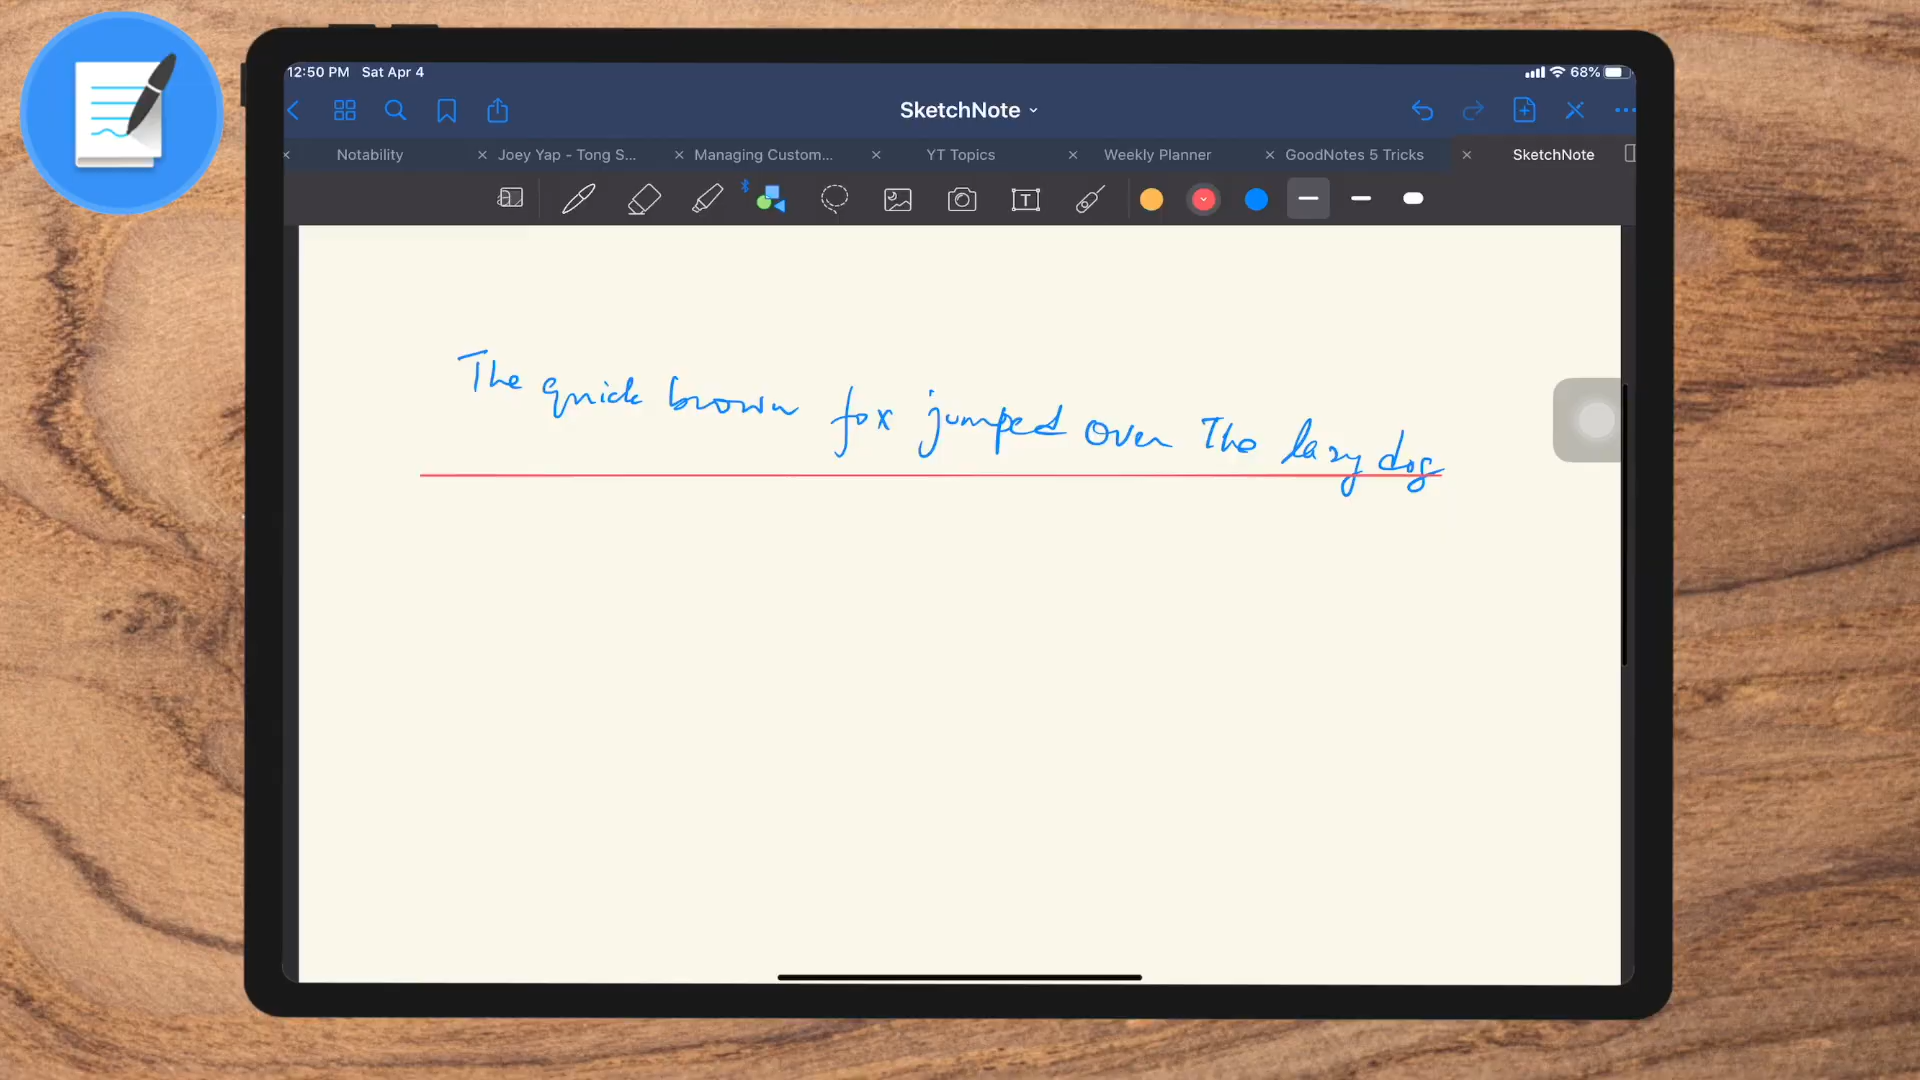 12:50 PM Sat Apr 4 68%
SketchNote
Notability Joey Yap - Tong S... Managing Custom... YT Topics Weekly Planner GoodNotes 5 Tricks SketchNote
T
The quick brown fox jumped over The lazy dog